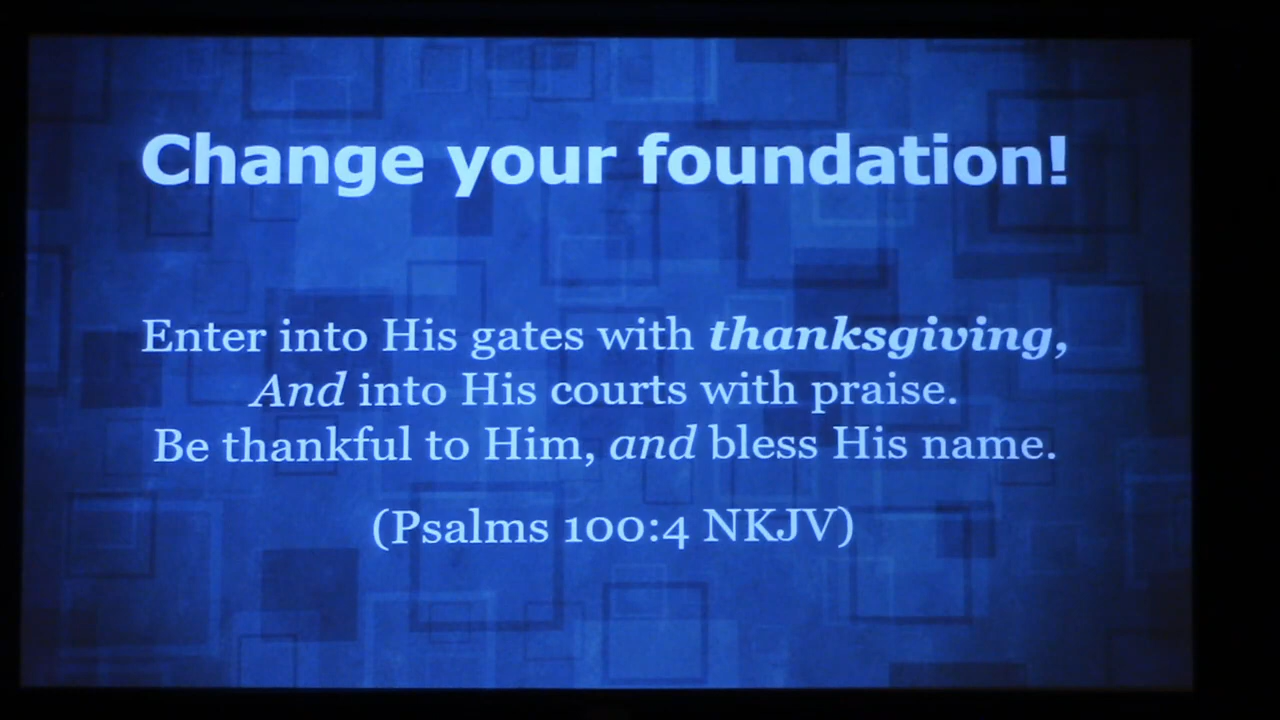 Change your foundation!
Enter into His gates with thanksgiving,
And into His courts with praise.
Be thankful to Him, and bless His name.
(Psalms 100:4 NKJV)